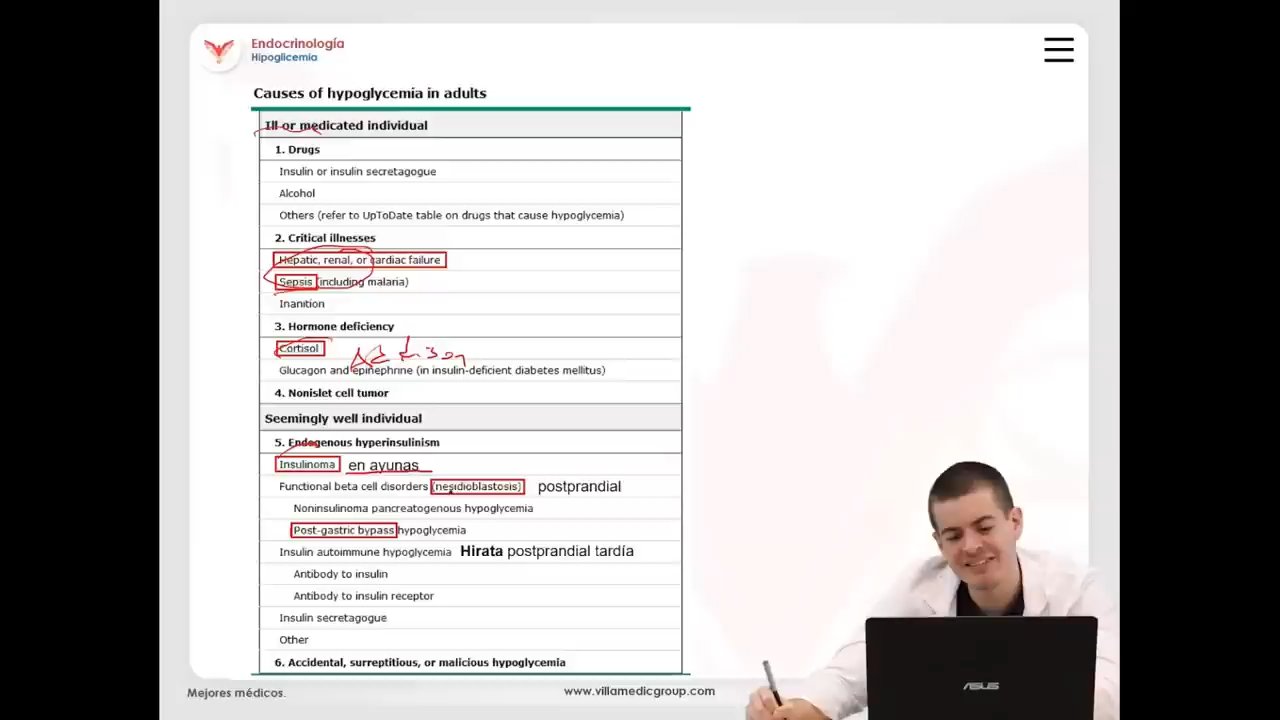 Endocrinología
Hipoglicemia
Causes of hypoglycemia in adults
Ill or medicated individual
1. Drugs
Insulin or insulin secretagogue
Alcohol
Others (refer to UpToDate table on drugs that cause hypoglycemia)
2. Critical illnesses
Hepatic, renal, or cardiac failure
Sepsis (including malaria)
Inanition
3. Hormone deficiency
Cortisol
Glucagon and epinephrine (in insulin-deficient diabetes mellitus)
4. Nonislet cell tumor
Seemingly well individual
5. Endogenous hyperinsulinism
Insulinoma en ayunas
Functional beta cell disorders (nesidioblastosis) postprandial
Noninsulinoma pancreatogenous hypoglycemia
Post-gastric bypass hypoglycemia
Insulin autoimmune hypoglycemia Hirata postprandial tardía
Antibody to insulin
Antibody to insulin receptor
Insulin secretagogue
Other
6. Accidental, surreptitious, or malicious hypoglycemia
Mejores médicos.
www.villamedicgroup.com
ASUS